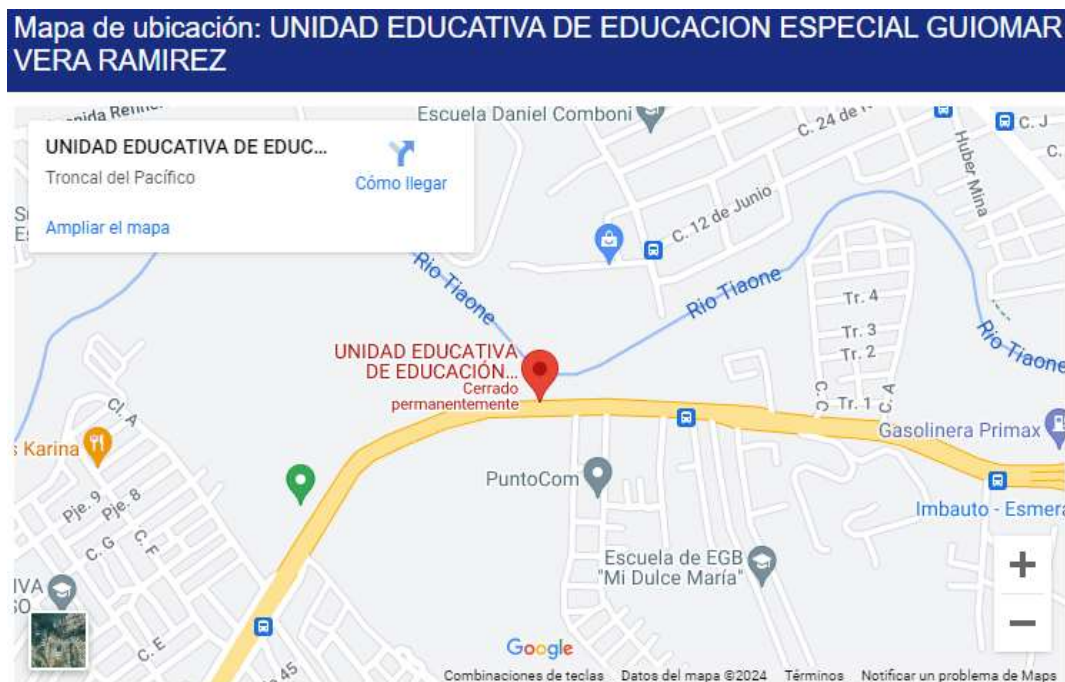 Mapa de ubicación: UNIDAD EDUCATIVA DE EDUCACION ESPECIAL GUIOMAR
VERA RAMIREZ
Escuela Daniel Comboni
C. 24 de
C. J
C.
Huber Mina
UNIDAD EDUCATIVA DE EDUC...
Troncal del Pacífico
Cómo llegar
Ampliar el mapa
C. 12 de Junio
Rio Tiaone
Rio Tiaone
Rio Tiaone
Tr. 4
Tr. 3
Tr. 2
Tr. 1
C. C
C. A
UNIDAD EDUCATIVA
DE EDUCACIÓN...
Cerrado
permanentemente
Gasolinera Primax
Cl. A
Karina
PuntoCom
Imbauto - Esmera
Pje. 9
Pje. 8
C. G
C. F
Escuela de EGB
"Mi Dulce María"
IVA
SO
C. E
45
+
−
Google
Combinaciones de teclas
Datos del mapa ©2024
Términos
Notificar un problema de Maps